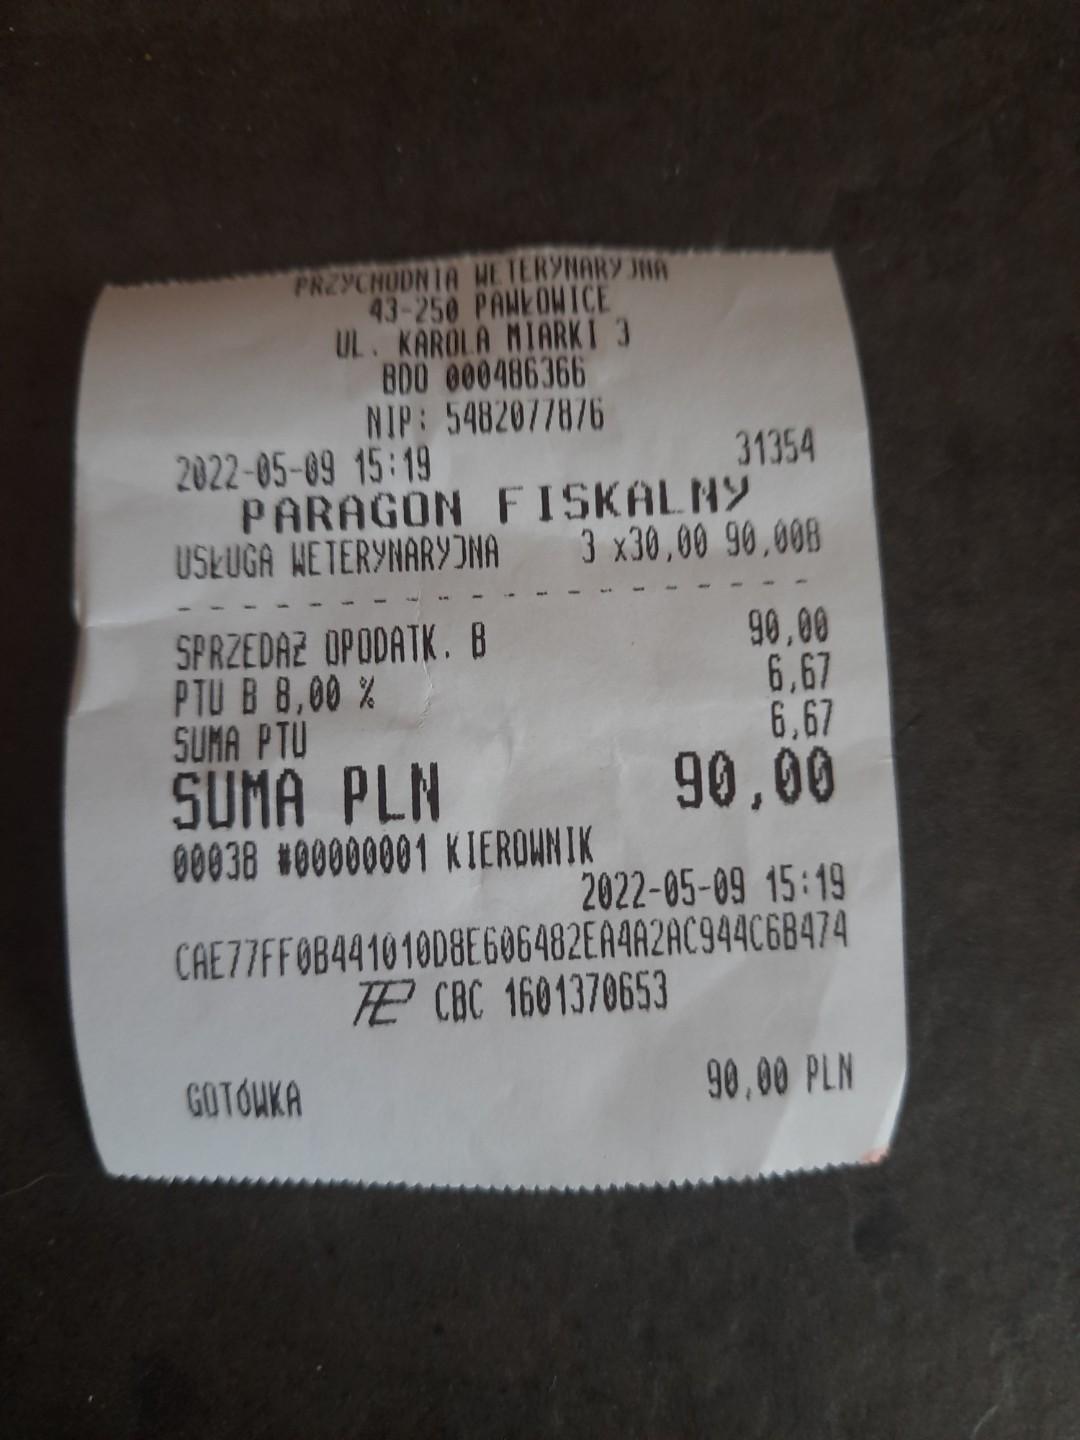 PRZYCHODNIA WETERYNARYJNA
43-250 PAWŁOWICE
UL. KAROLA MIARKI 3
BDO 000486366
NIP: 5482077876
2022-05-09 15:19 31354
PARAGON FISKALNY
USŁUGA WETERYNARYJNA 3 x30,00 90,00B
SPRZEDAŻ OPODATK. B 90,00
PTU B 8,00 % 6,67
SUMA PTU 6,67
SUMA PLN 90,00
00038 #00000001 KIEROWNIK
2022-05-09 15:19
CAE77FF0B441010D8E606482EA4A2AC944C6B474
CBC 1601370653
GOTÓWKA 90,00 PLN